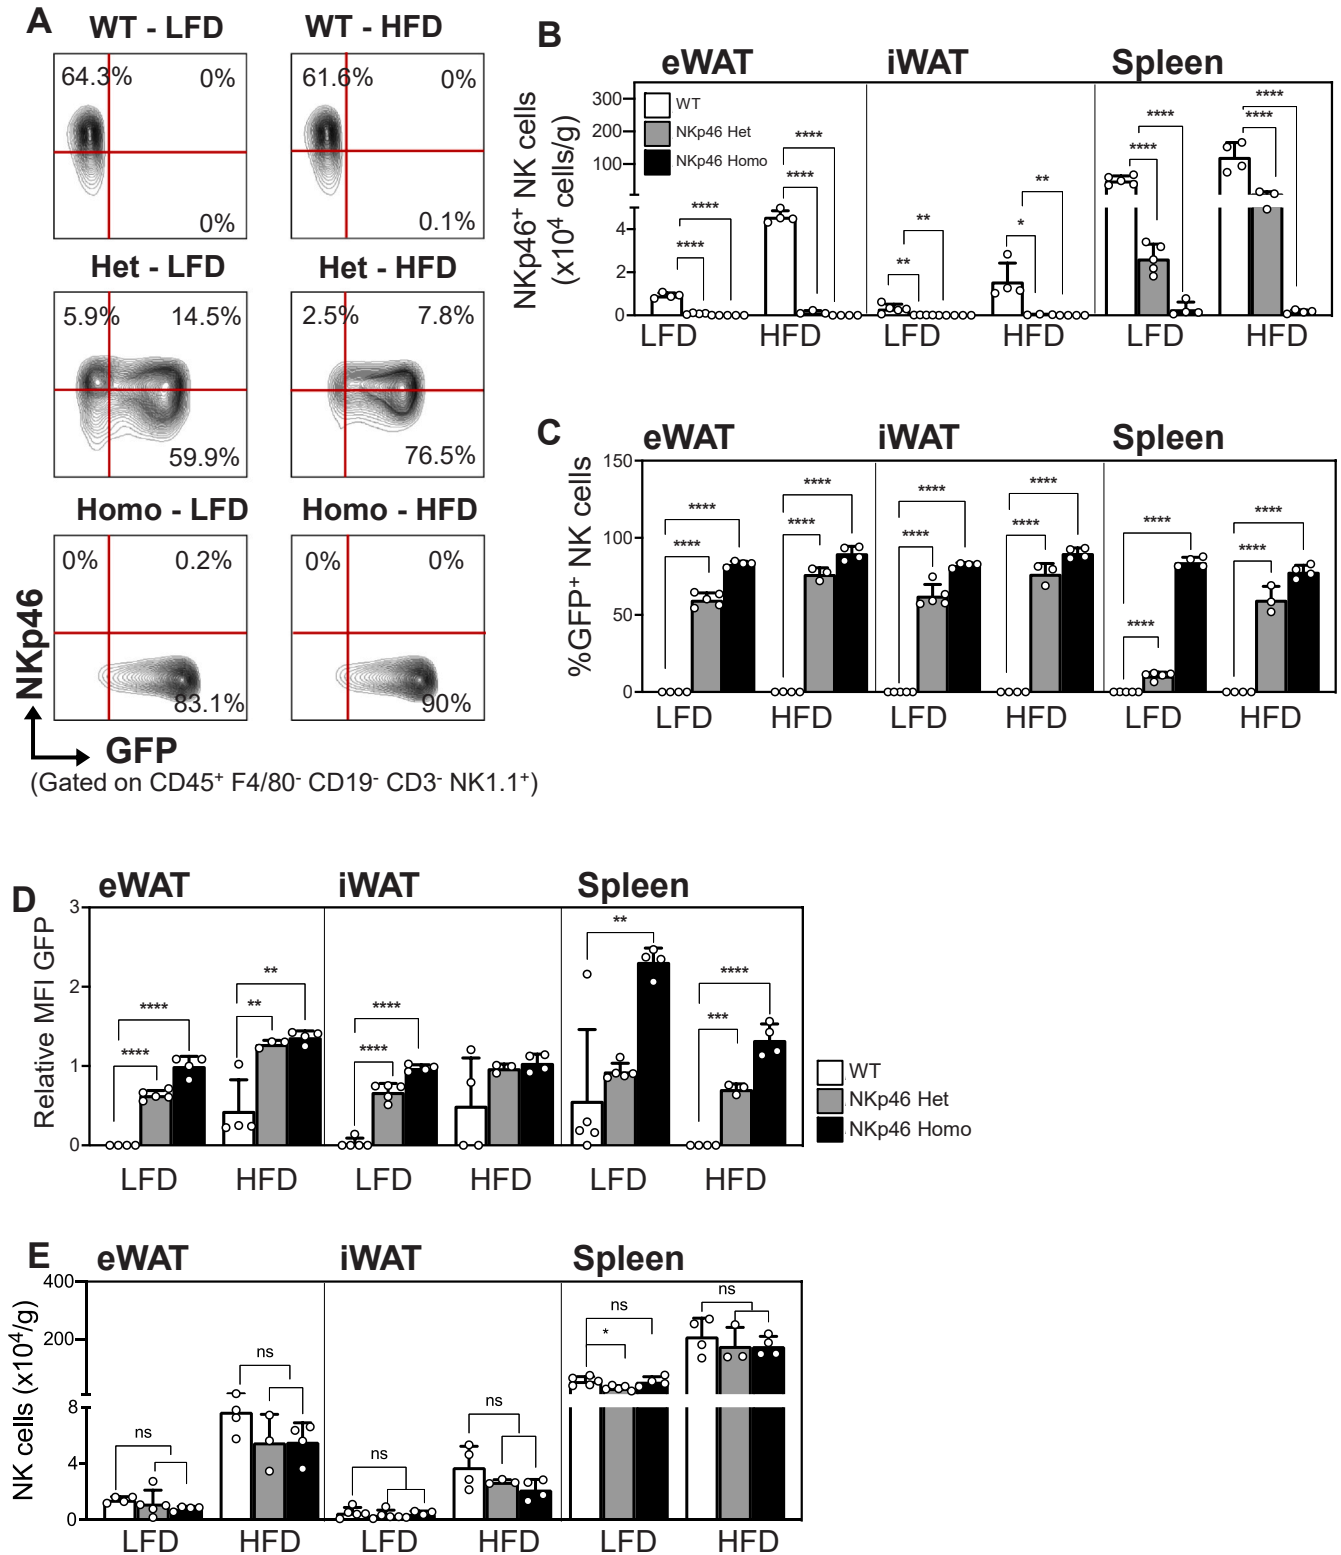 A
WT - LFD
WT - HFD
64.3%
0%
0%
61.6%
0%
0.1%
Het - LFD
Het - HFD
5.9%
14.5%
59.9%
2.5%
7.8%
76.5%
Homo - LFD
Homo - HFD
0%
0.2%
83.1%
0%
0%
90%
NKp46
GFP
(Gated on CD45+ F4/80- CD19- CD3- NK1.1+)
B
eWAT
iWAT
Spleen
NKp46+ NK cells
(x10^4 cells/g)
300
200
100
4
2
0
WT
NKp46 Het
NKp46 Homo
**** **** **** **** ** ** * ** **** **** **** ****
LFD HFD LFD HFD LFD HFD
C
eWAT
iWAT
Spleen
%GFP+ NK cells
150
100
50
0
**** **** **** **** **** **** **** **** **** **** **** ****
LFD HFD LFD HFD LFD HFD
D
eWAT
iWAT
Spleen
Relative MFI GFP
3
2
1
0
**** **** ** ** **** **** ** *** ****
LFD HFD LFD HFD LFD HFD
WT
NKp46 Het
NKp46 Homo
E
eWAT
iWAT
Spleen
NK cells (x10^4/g)
400
200
8
4
0
ns ns ns ns * ns ns
LFD HFD LFD HFD LFD HFD